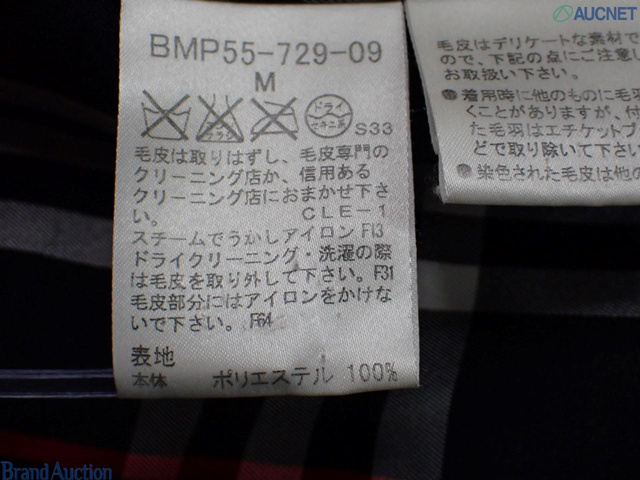 AUCNET
BMP55-729-09
M
ドライ
セキユ系
S33
毛皮は取りはずし、毛皮専門の
クリーニング店か、信用ある
クリーニング店におまかせ下さ
い。 CLE-1
スチームでうかしアイロン F13
ドライクリーニング・洗濯の際
は毛皮を取り外して下さい。F31
毛皮部分にはアイロンをかけな
いで下さい。F64
表地
本体 ポリエステル 100%
毛皮はデリケートな素材で
ので、下記の点にご注意し
お取扱い下さい。
●着用時に他のものに毛羽
くことがありますが、付
た毛羽はエチケットブ
どで取り除いて下さい
●染色された毛皮は他の
Brand Auction